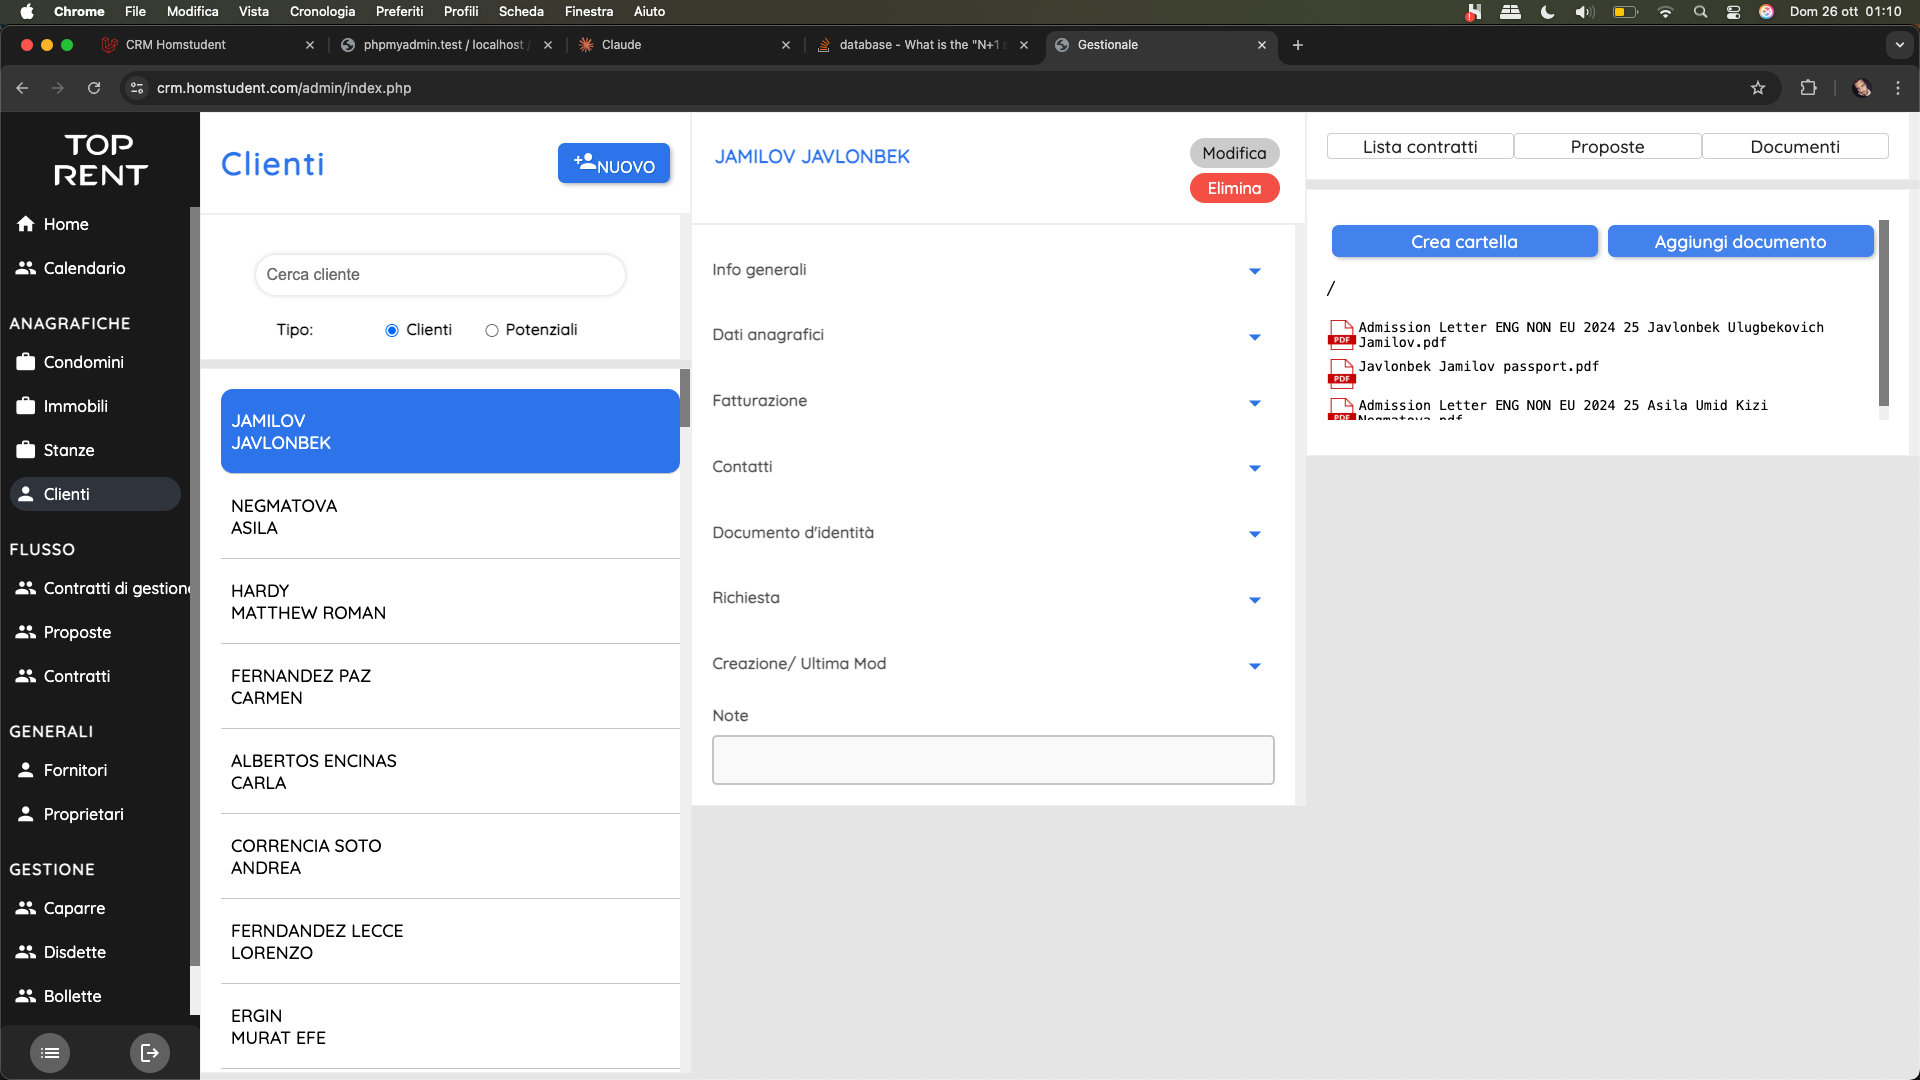 Chrome File Modifica Vista Cronologia Preferiti Profili Scheda Finestra Aiuto Dom 26 ott 01:10
CRM Homstudent
phpmyadmin.test / localhost /
Claude
database - What is the "N+1 s
Gestionale
crm.homstudent.com/admin/index.php
TOP
RENT
Home
Calendario
ANAGRAFICHE
Condomini
Immobili
Stanze
Clienti
FLUSSO
Contratti di gestione
Proposte
Contratti
GENERALI
Fornitori
Proprietari
GESTIONE
Caparre
Disdette
Bollette
Clienti
NUOVO
Cerca cliente
Tipo: Clienti Potenziali
JAMILOV
JAVLONBEK
NEGMATOVA
ASILA
HARDY
MATTHEW ROMAN
FERNANDEZ PAZ
CARMEN
ALBERTOS ENCINAS
CARLA
CORRENCIA SOTO
ANDREA
FERNDANDEZ LECCE
LORENZO
ERGIN
MURAT EFE
JAMILOV JAVLONBEK
Modifica
Elimina
Info generali
Dati anagrafici
Fatturazione
Contatti
Documento d'identità
Richiesta
Creazione/ Ultima Mod
Note
Lista contratti Proposte Documenti
Crea cartella Aggiungi documento
/
PDF Admission Letter ENG NON EU 2024 25 Javlonbek Ulugbekovich
Jamilov.pdf
PDF Javlonbek Jamilov passport.pdf
PDF Admission Letter ENG NON EU 2024 25 Asila Umid Kizi
Negmatova.pdf